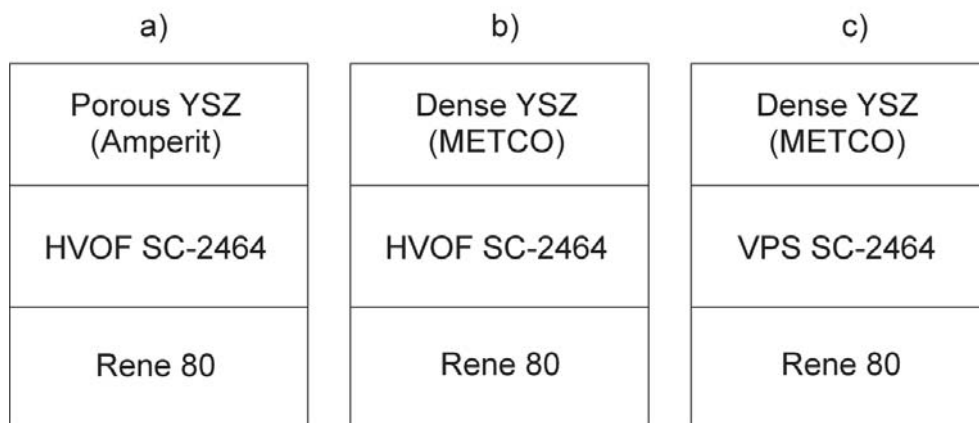 a)
Porous YSZ
(Amperit)
HVOF SC-2464
Rene 80
b)
Dense YSZ
(METCO)
HVOF SC-2464
Rene 80
c)
Dense YSZ
(METCO)
VPS SC-2464
Rene 80